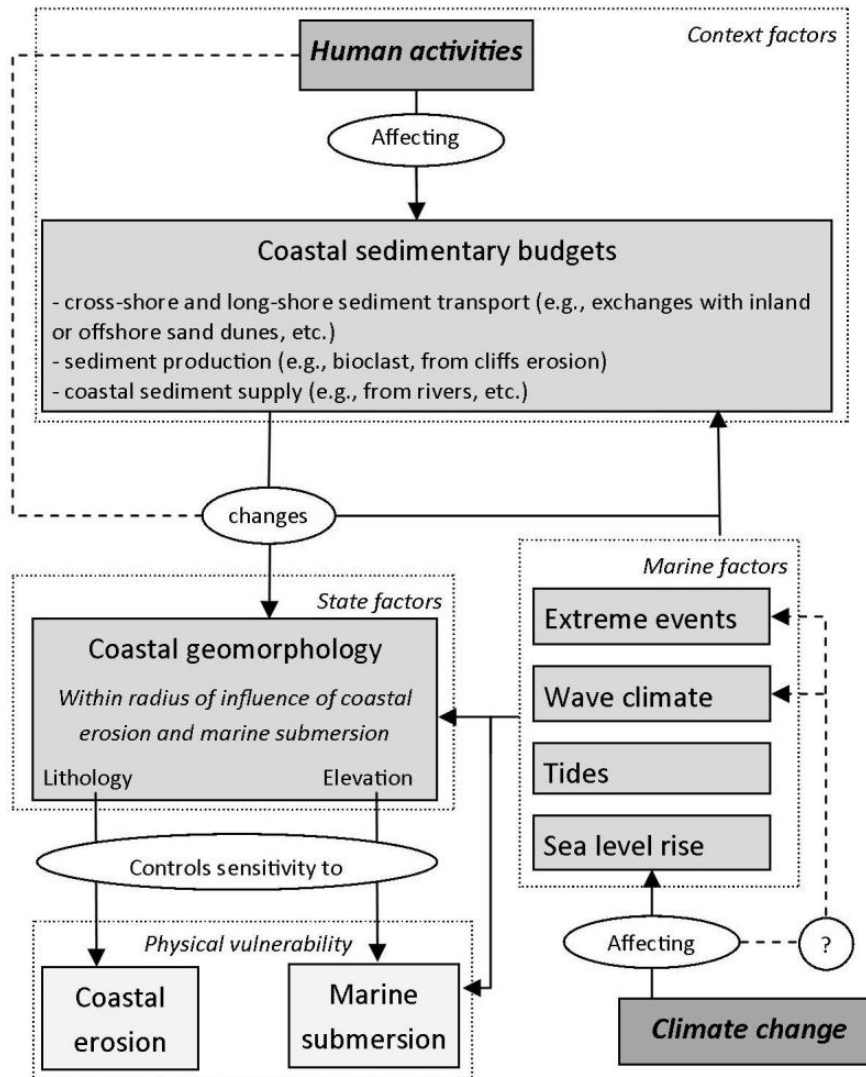 Context factors
Human activities
Affecting
Coastal sedimentary budgets
- cross-shore and long-shore sediment transport (e.g., exchanges with inland
or offshore sand dunes, etc.)
- sediment production (e.g., bioclast, from cliffs erosion)
- coastal sediment supply (e.g., from rivers, etc.)
changes
State factors
Coastal geomorphology
Within radius of influence of coastal
erosion and marine submersion
Lithology
Elevation
Controls sensitivity to
Physical vulnerability
Coastal
erosion
Marine
submersion
Marine factors
Extreme events
Wave climate
Tides
Sea level rise
Affecting
?
Climate change